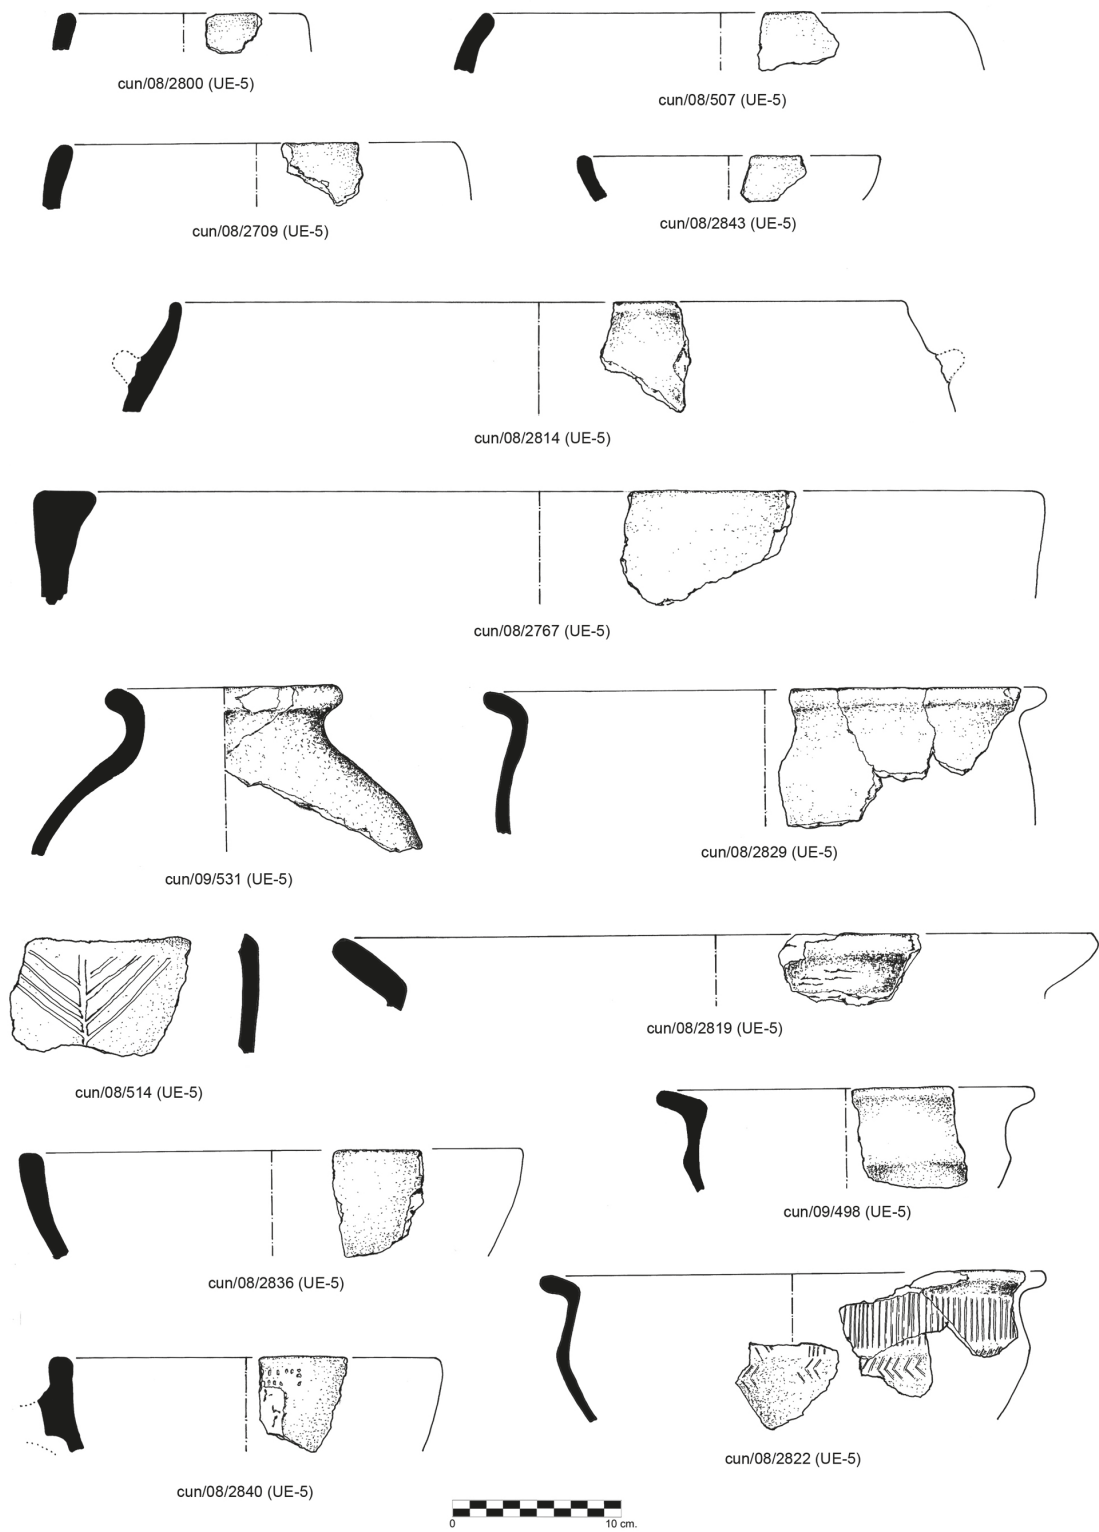 cun/08/2800 (UE-5)
cun/08/507 (UE-5)
cun/08/2709 (UE-5)
cun/08/2843 (UE-5)
cun/08/2814 (UE-5)
cun/08/2767 (UE-5)
cun/09/531 (UE-5)
cun/08/2829 (UE-5)
cun/08/514 (UE-5)
cun/08/2819 (UE-5)
cun/09/498 (UE-5)
cun/08/2836 (UE-5)
cun/08/2822 (UE-5)
cun/08/2840 (UE-5)
0 10 cm.